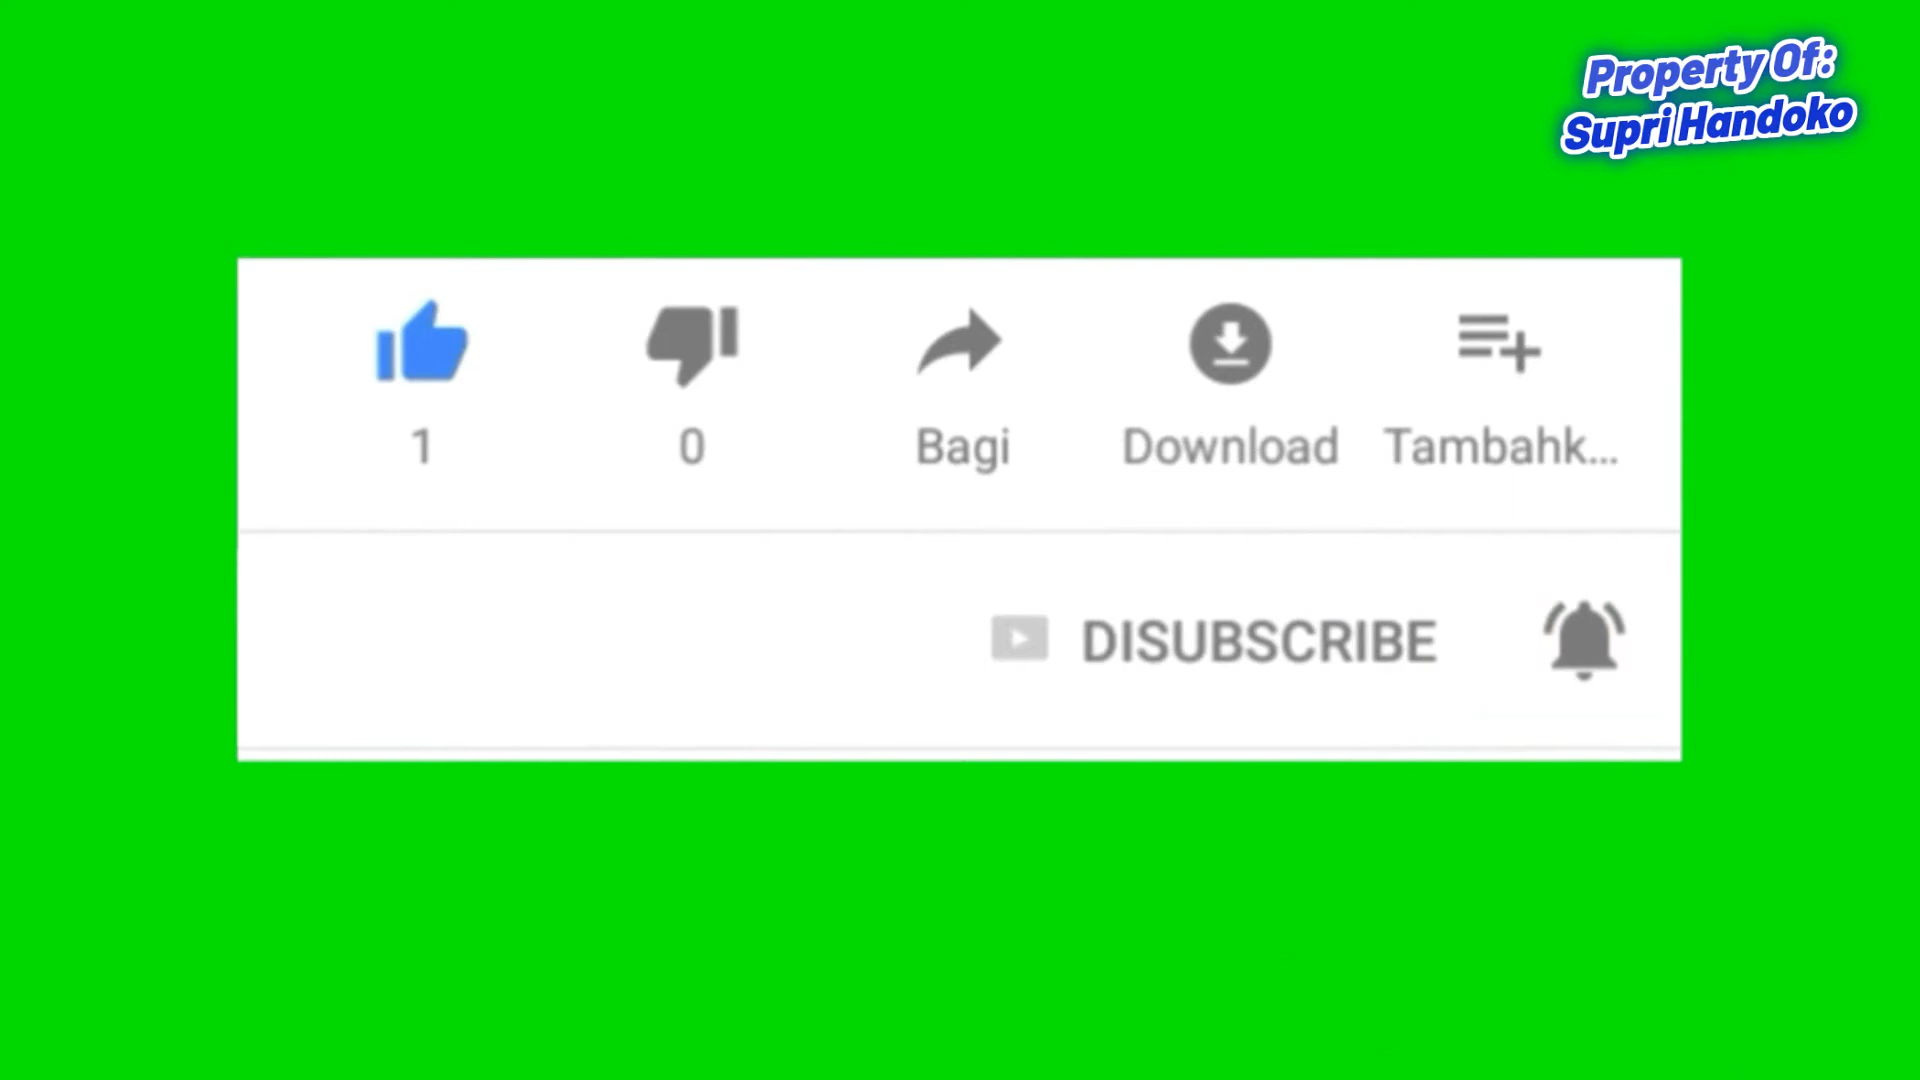 Property Of:
Supri Handoko
1
0
Bagi
Download
Tambahk...
DISUBSCRIBE